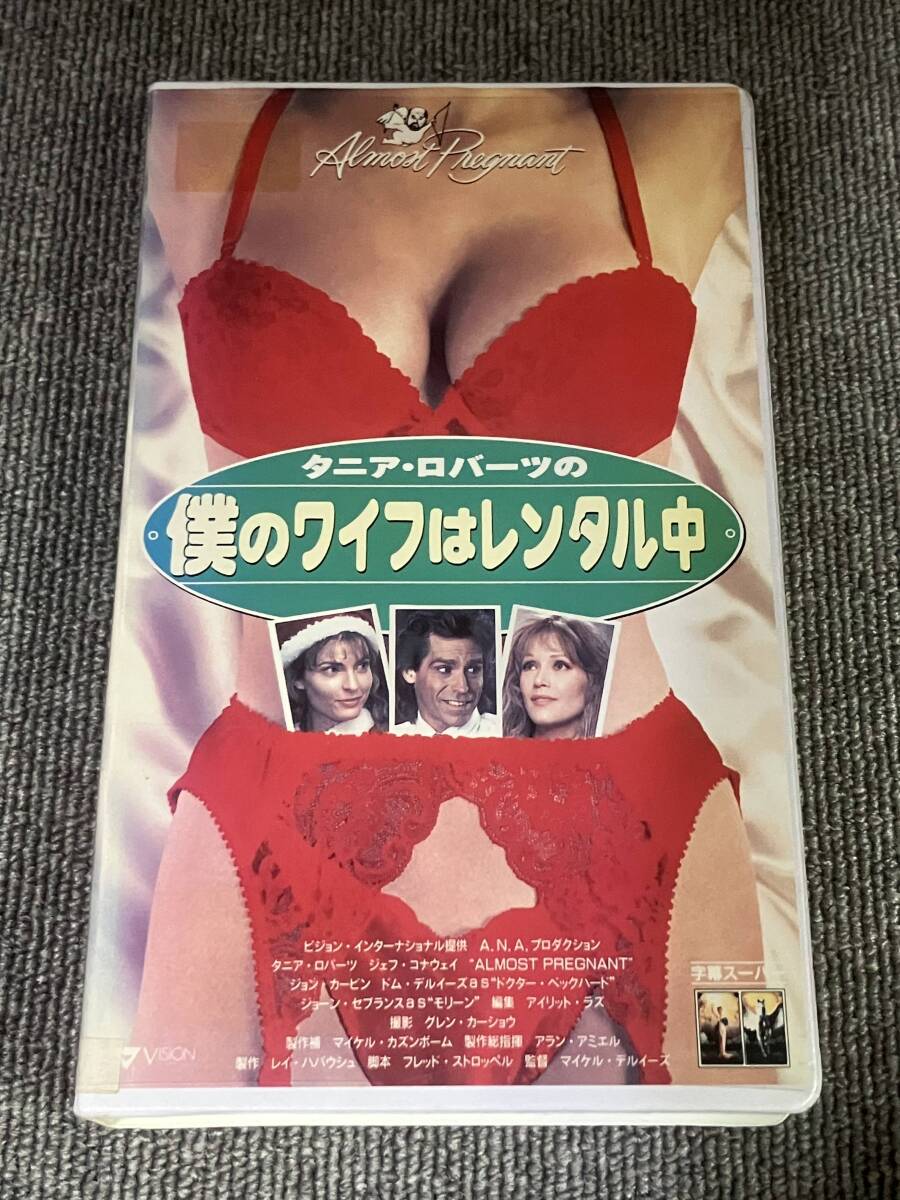 Almost Pregnant
タニア・ロバーツの
僕のワイフはレンタル中
ビジョン・インターナショナル提供 A.N.A.プロダクション
タニア・ロバーツ ジェフ・コナウェイ "ALMOST PREGNANT"
ジョン・カービン ドム・デルイーズas"ドクター・ベックハード"
ジョーン・セブランスas"モリーン" 編集 アイリット・ラズ
撮影 グレン・カーショウ
製作補 マイケル・カズンボーム 製作総指揮 アラン・アミエル
製作 レイ・ハバウシュ 脚本 フレッド・ストロッペル 監督 マイケル・デルイーズ
字幕スーパー
VISION